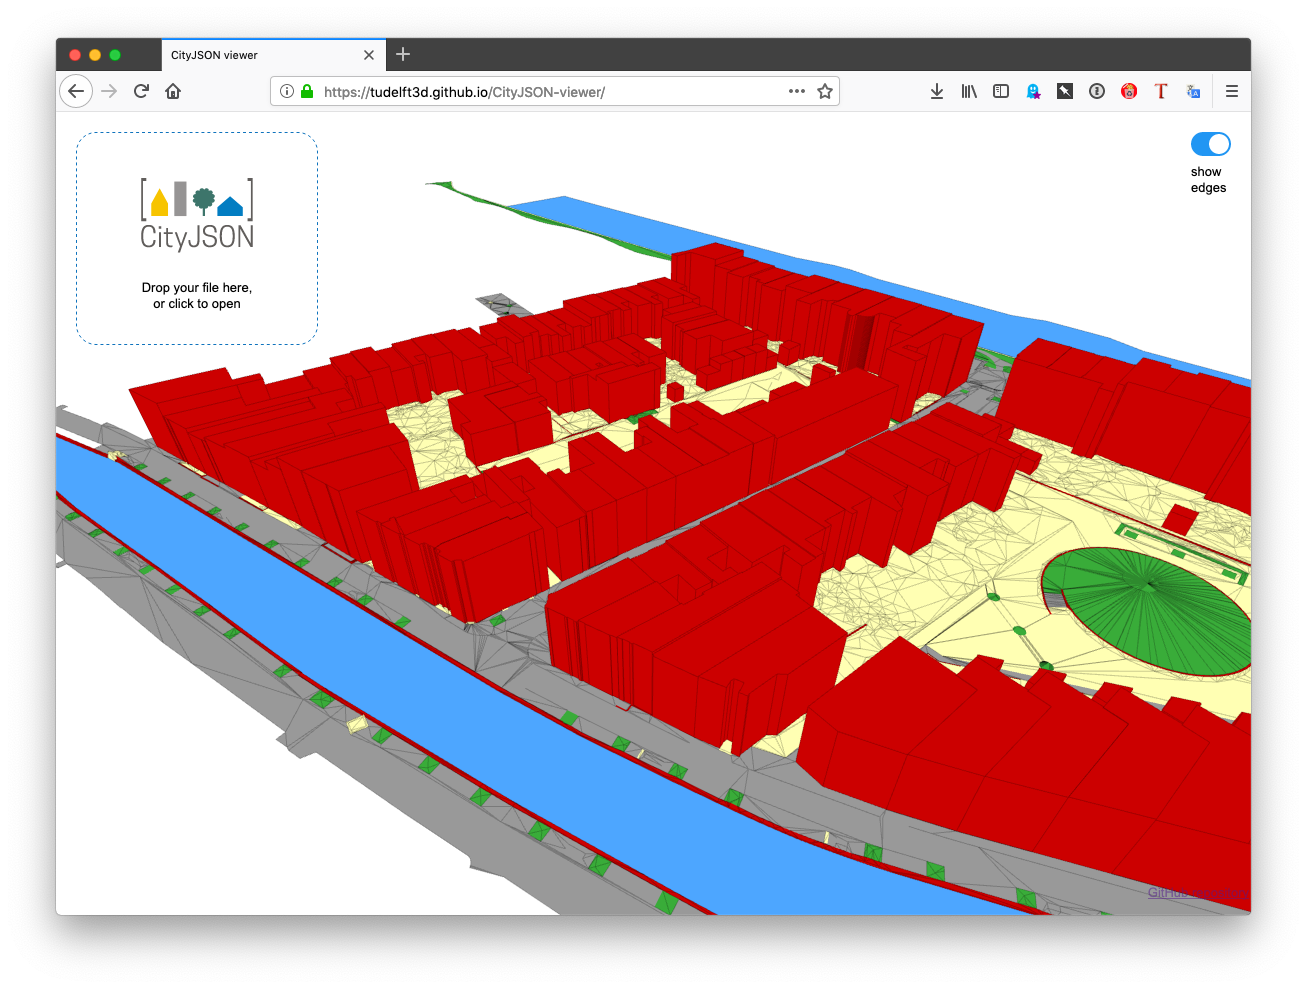 CityJSON viewer
https://tudelft3d.github.io/CityJSON-viewer/
CityJSON
Drop your file here,
or click to open
show
edges
GitHub